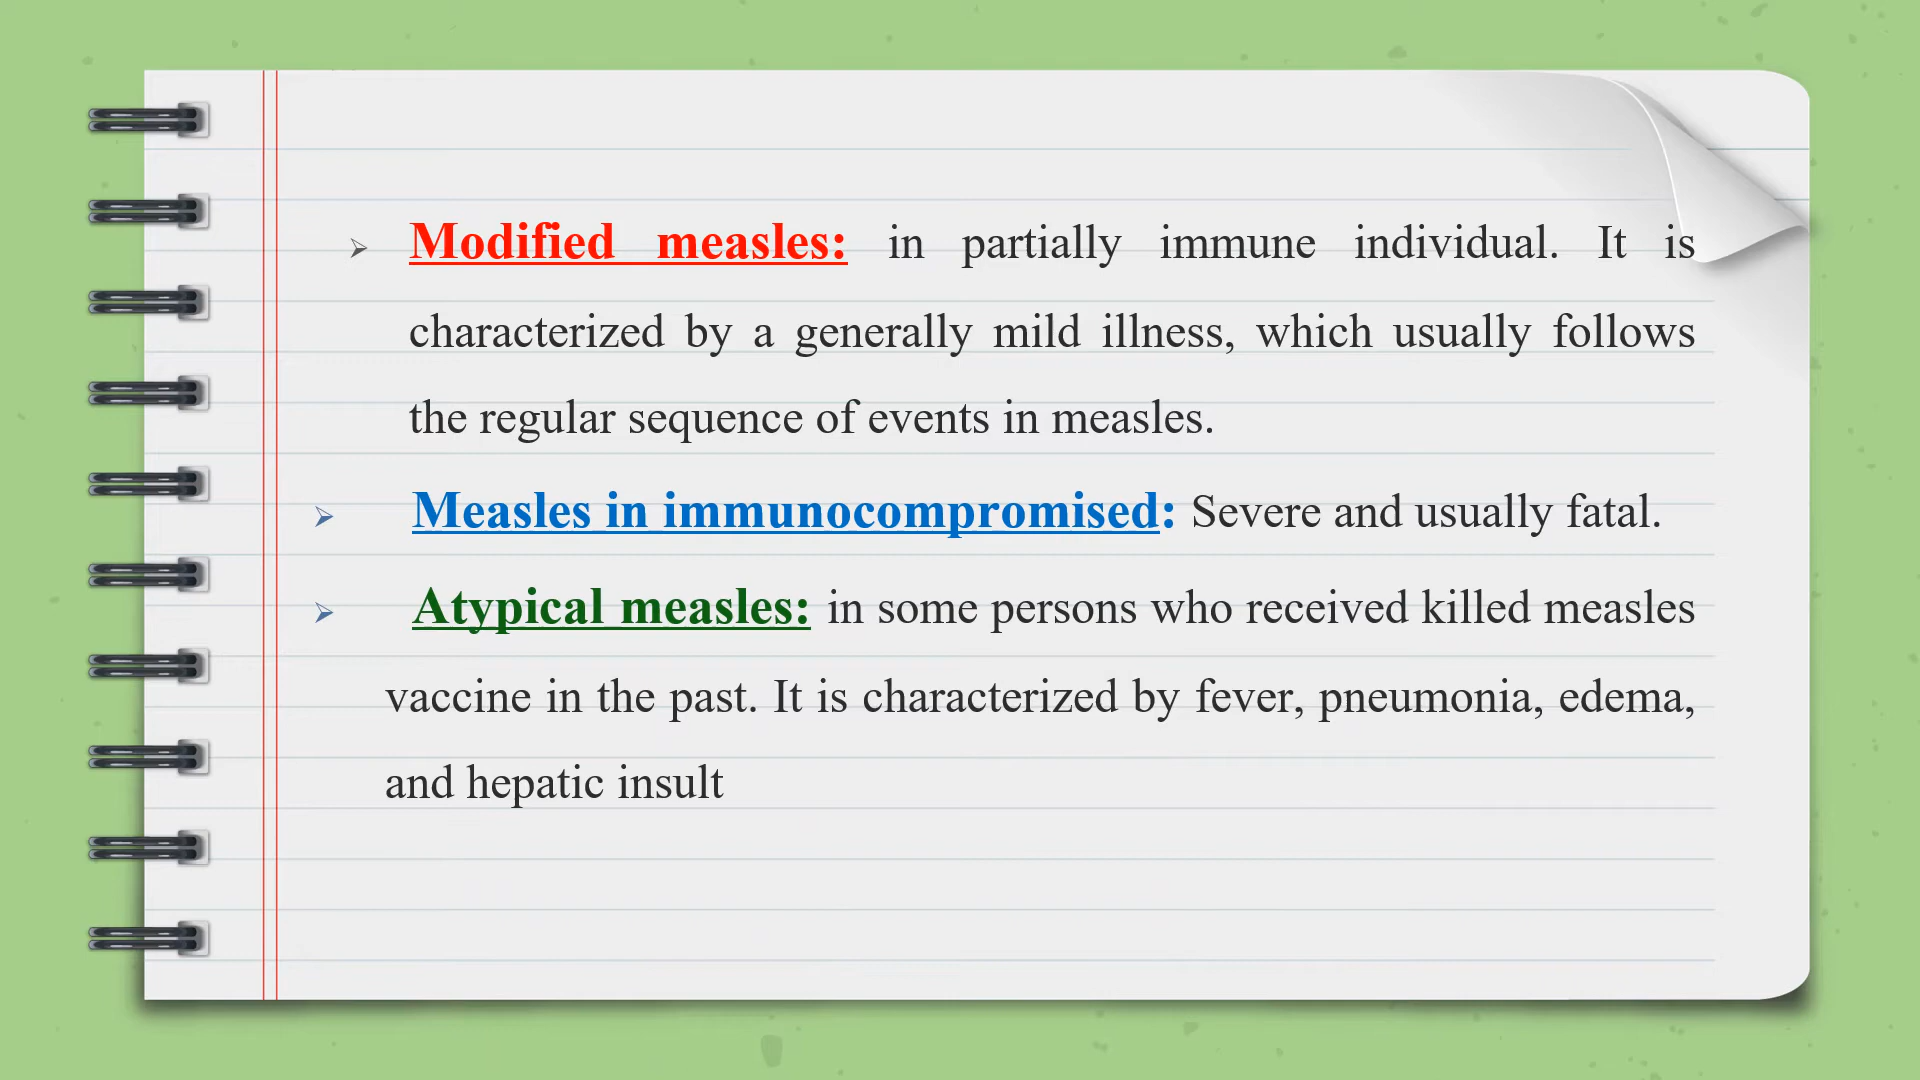 ➢ Modified measles: in partially immune individual. It is
characterized by a generally mild illness, which usually follows
the regular sequence of events in measles.
➢ Measles in immunocompromised: Severe and usually fatal.
➢ Atypical measles: in some persons who received killed measles
vaccine in the past. It is characterized by fever, pneumonia, edema,
and hepatic insult